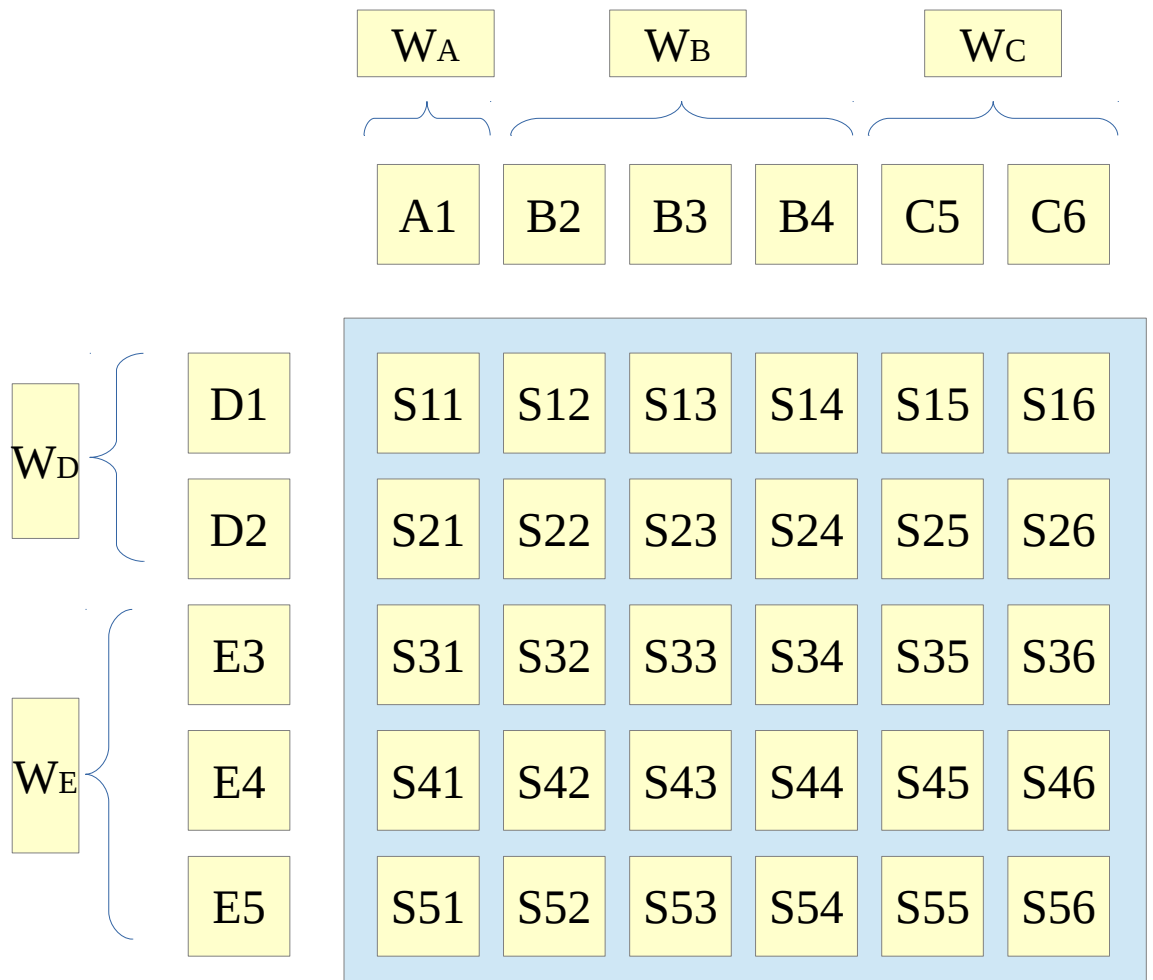 WA WB WC
A1 B2 B3 B4 C5 C6
D1 S11 S12 S13 S14 S15 S16
WD
D2 S21 S22 S23 S24 S25 S26
E3 S31 S32 S33 S34 S35 S36
WE
E4 S41 S42 S43 S44 S45 S46
E5 S51 S52 S53 S54 S55 S56